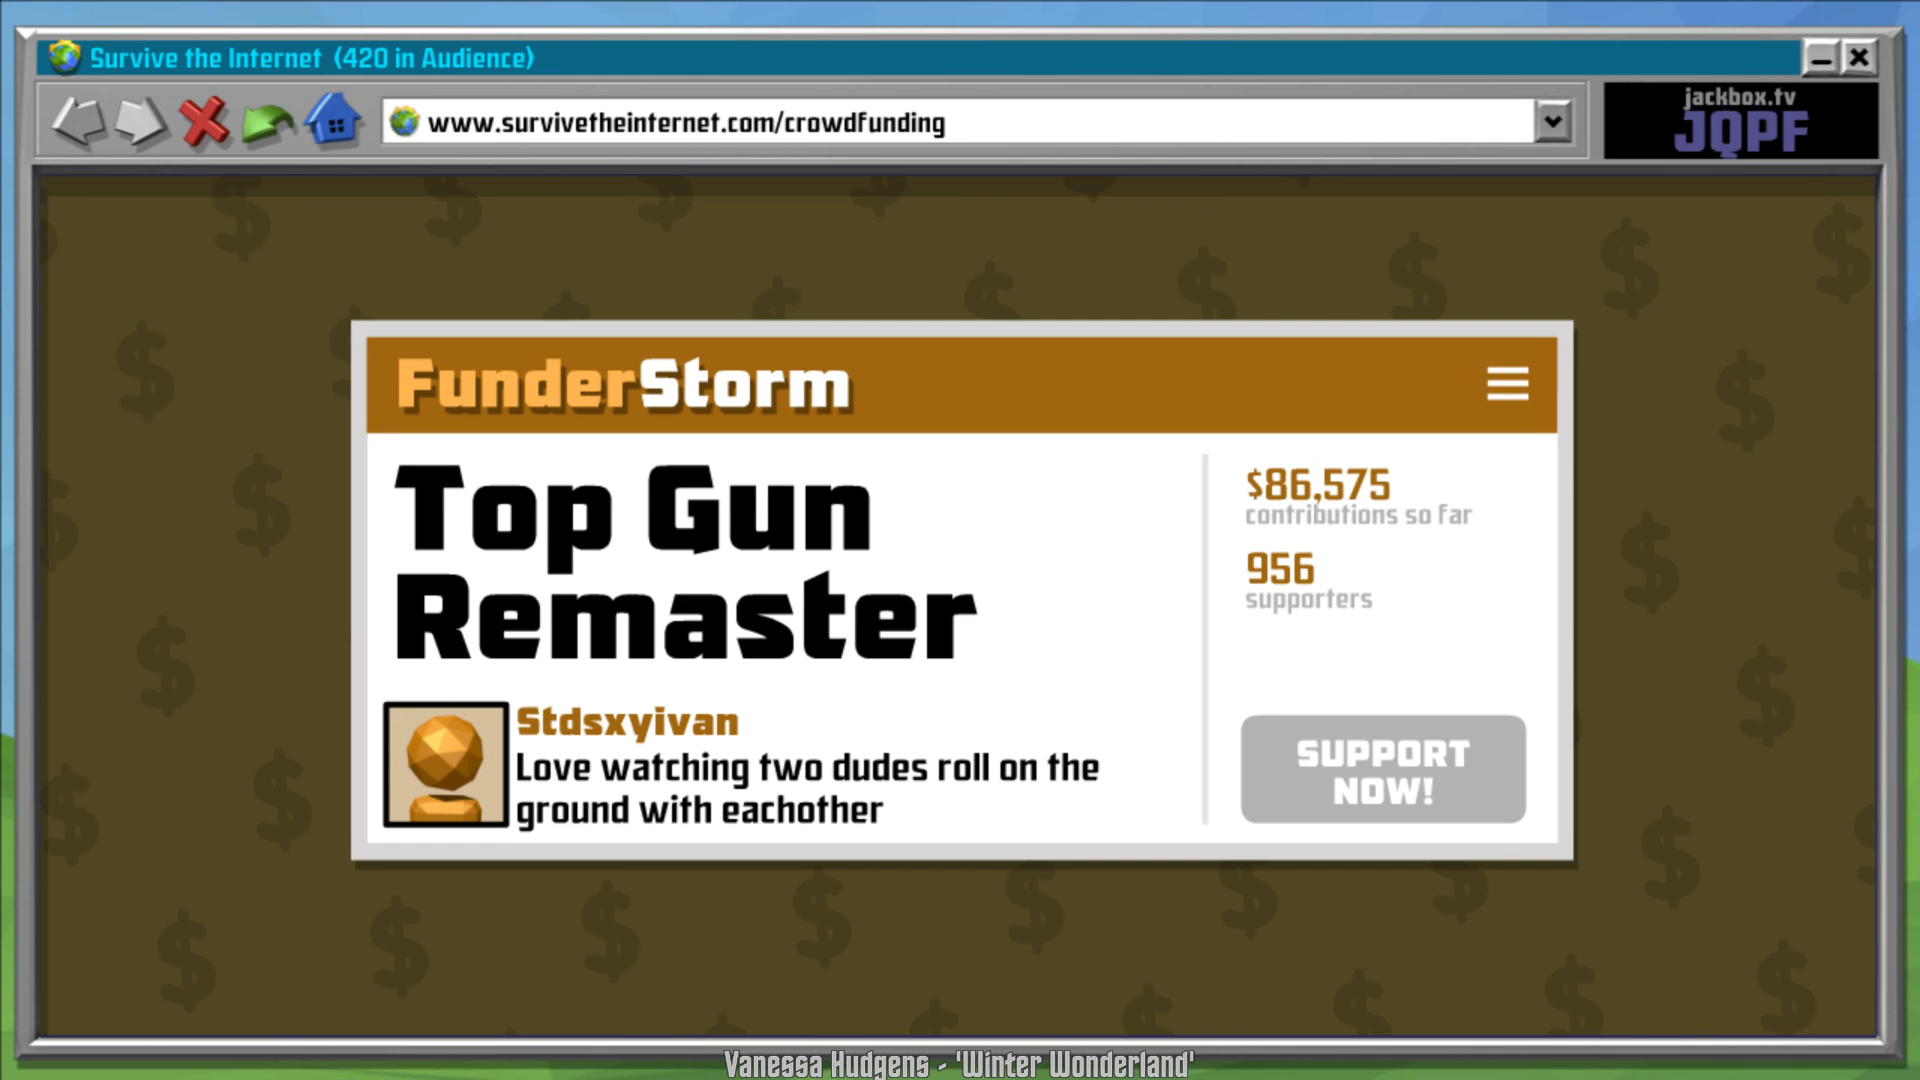 Survive the Internet (420 in Audience)
www.survivetheinternet.com/crowdfunding
jackbox.tv
JQPF
FunderStorm
Top Gun
Remaster
$86,575
contributions so far
956
supporters
Stdsxyivan
Love watching two dudes roll on the
ground with eachother
SUPPORT
NOW!
Vanessa Hudgens - 'Winter Wonderland'